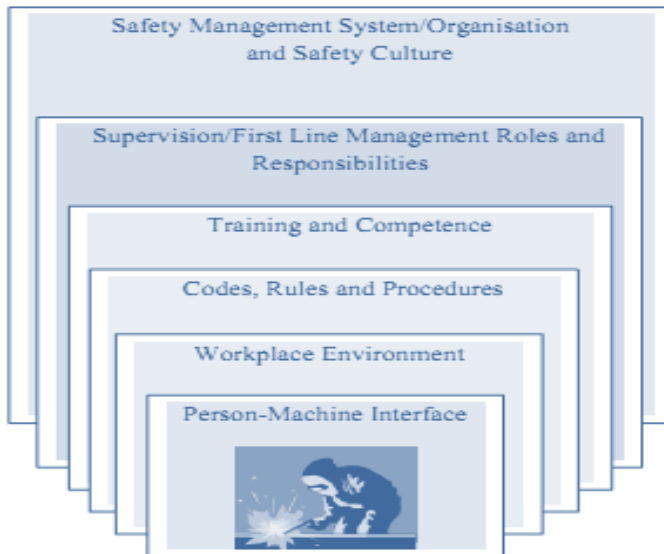 Safety Management System/Organisation
and Safety Culture
Supervision/First Line Management Roles and
Responsibilities
Training and Competence
Codes, Rules and Procedures
Workplace Environment
Person-Machine Interface